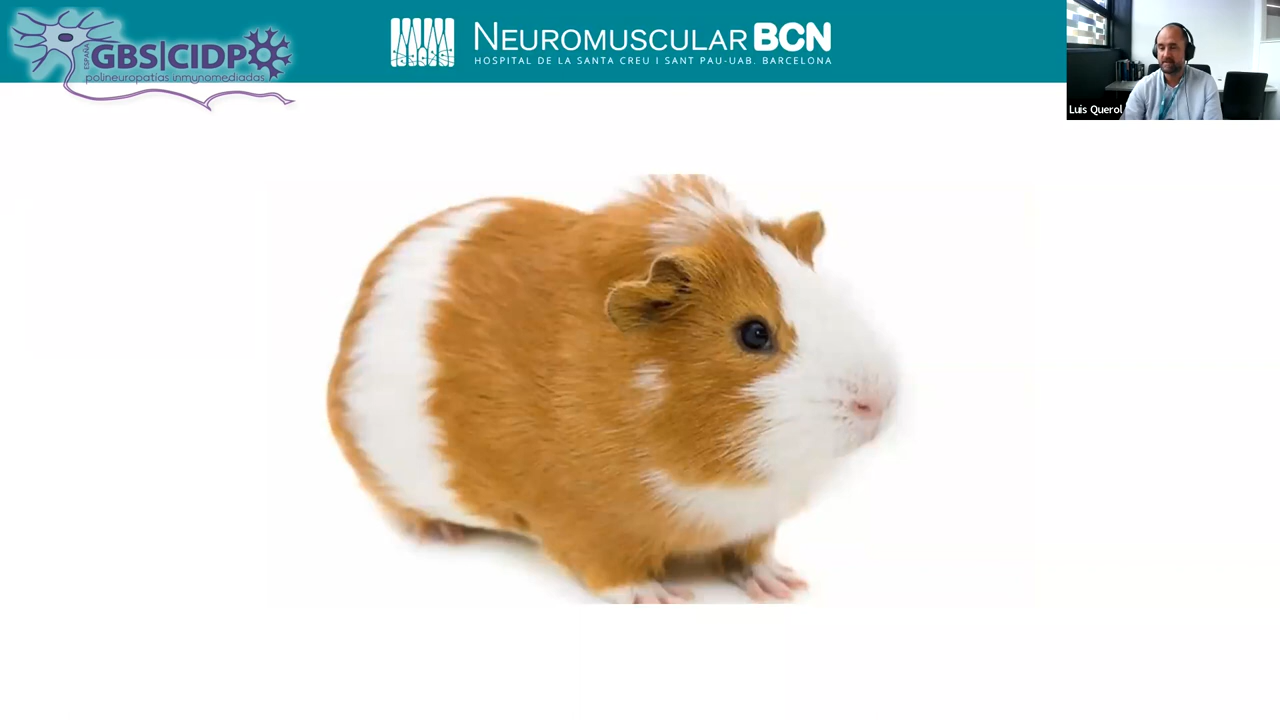 ESPAÑA
GBS|CIDP
polineuropatías inmunomediadas
NEUROMUSCULAR BCN
HOSPITAL DE LA SANTA CREU I SANT PAU-UAB. BARCELONA
Luis Querol